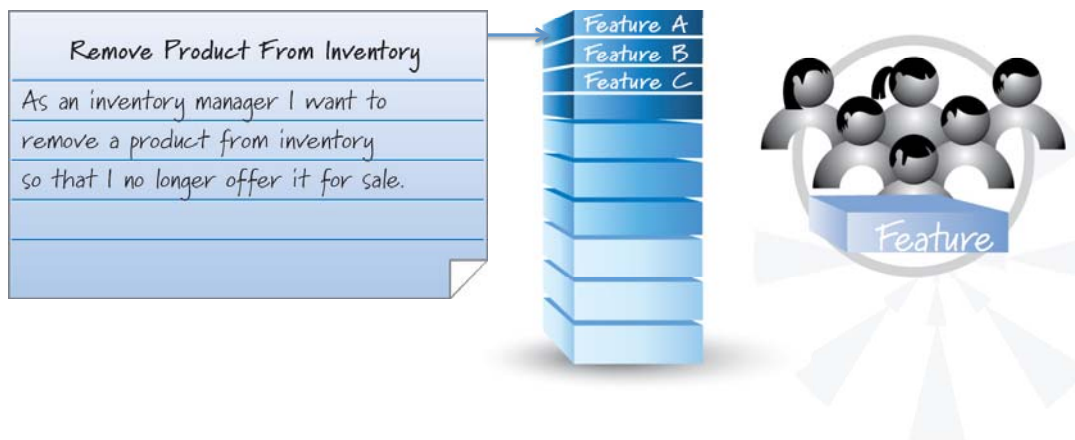 Remove Product From Inventory
As an inventory manager I want to
remove a product from inventory
so that I no longer offer it for sale.
Feature A
Feature B
Feature C
Feature